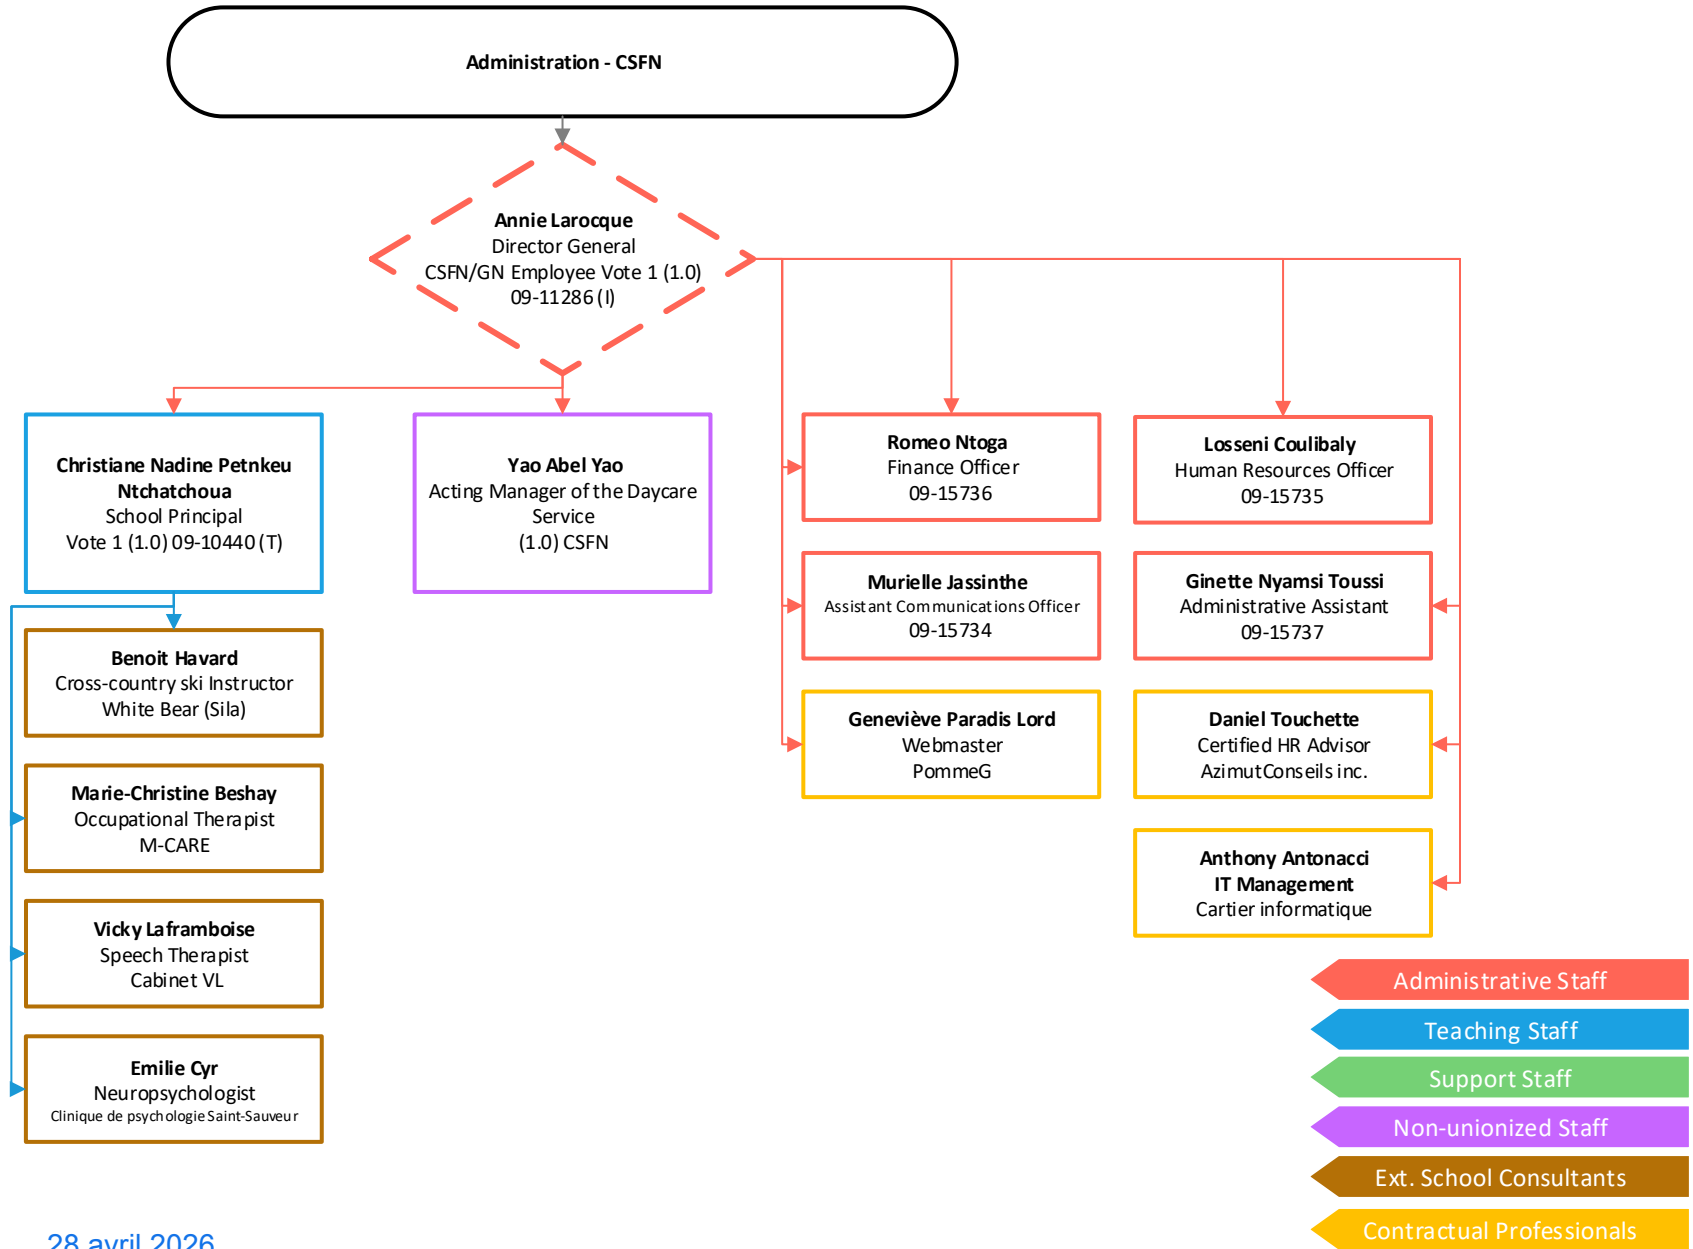 Administration - CSFN
Annie Larocque
Director General
CSFN/GN Employee Vote 1 (1.0)
09-11286 (I)
Christiane Nadine Petnkeu
Ntchatchoua
School Principal
Vote 1 (1.0) 09-10440 (T)
Yao Abel Yao
Acting Manager of the Daycare
Service
(1.0) CSFN
Romeo Ntoga
Finance Officer
09-15736
Losseni Coulibaly
Human Resources Officer
09-15735
Murielle Jassinthe
Assistant Communications Officer
09-15734
Ginette Nyamsi Toussi
Administrative Assistant
09-15737
Benoit Havard
Cross-country ski Instructor
White Bear (Sila)
Geneviève Paradis Lord
Webmaster
PommeG
Daniel Touchette
Certified HR Advisor
AzimutConseils inc.
Marie-Christine Beshay
Occupational Therapist
M-CARE
Anthony Antonacci
IT Management
Cartier informatique
Vicky Laframboise
Speech Therapist
Cabinet VL
Emilie Cyr
Neuropsychologist
Clinique de psychologie Saint-Sauveur
Administrative Staff
Teaching Staff
Support Staff
Non-unionized Staff
Ext. School Consultants
Contractual Professionals
28 avril 2026